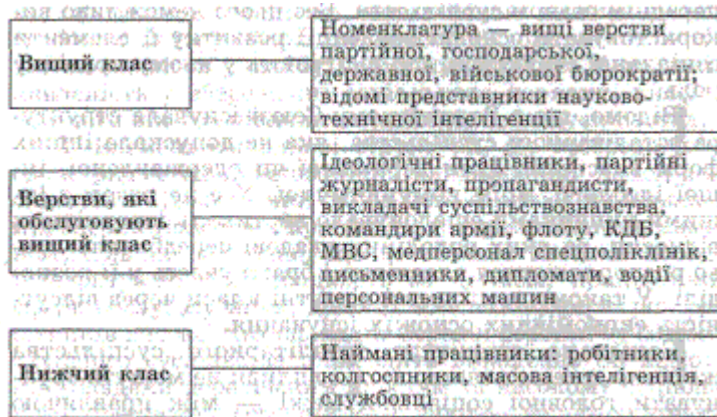 Вищий клас
Номенклатура — вищі верстви
партійної, господарської,
державної, військової бюрократії;
відомі представники науково-
технічної інтелігенції
Верстви, які
обслуговують
вищий клас
Ідеологічні працівники, партійні
журналісти, пропагандисти,
викладачі суспільствознавства,
командири армії, флоту, КДБ,
МВС, медперсонал спецполіклінік,
письменники, дипломати, водії
персональних машин
Нижчий клас
Наймані працівники: робітники,
колгоспники, масова інтелігенція,
службовці